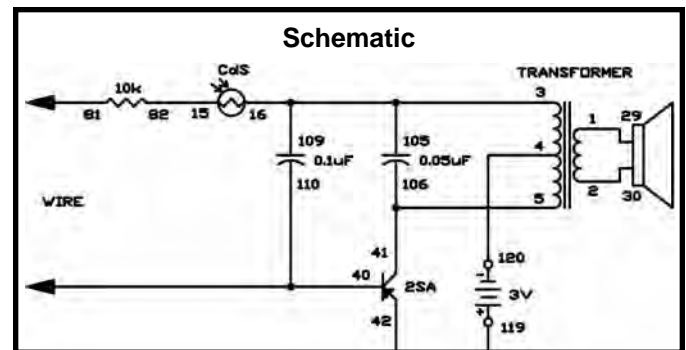 Schematic
CdS
TRANSFORMER
10k
81
82
15
16
3
109
105
1
29
0.1uF
0.05uF
4
110
106
2
30
WIRE
5
41
40
2SA
120
-
3V
+
42
119